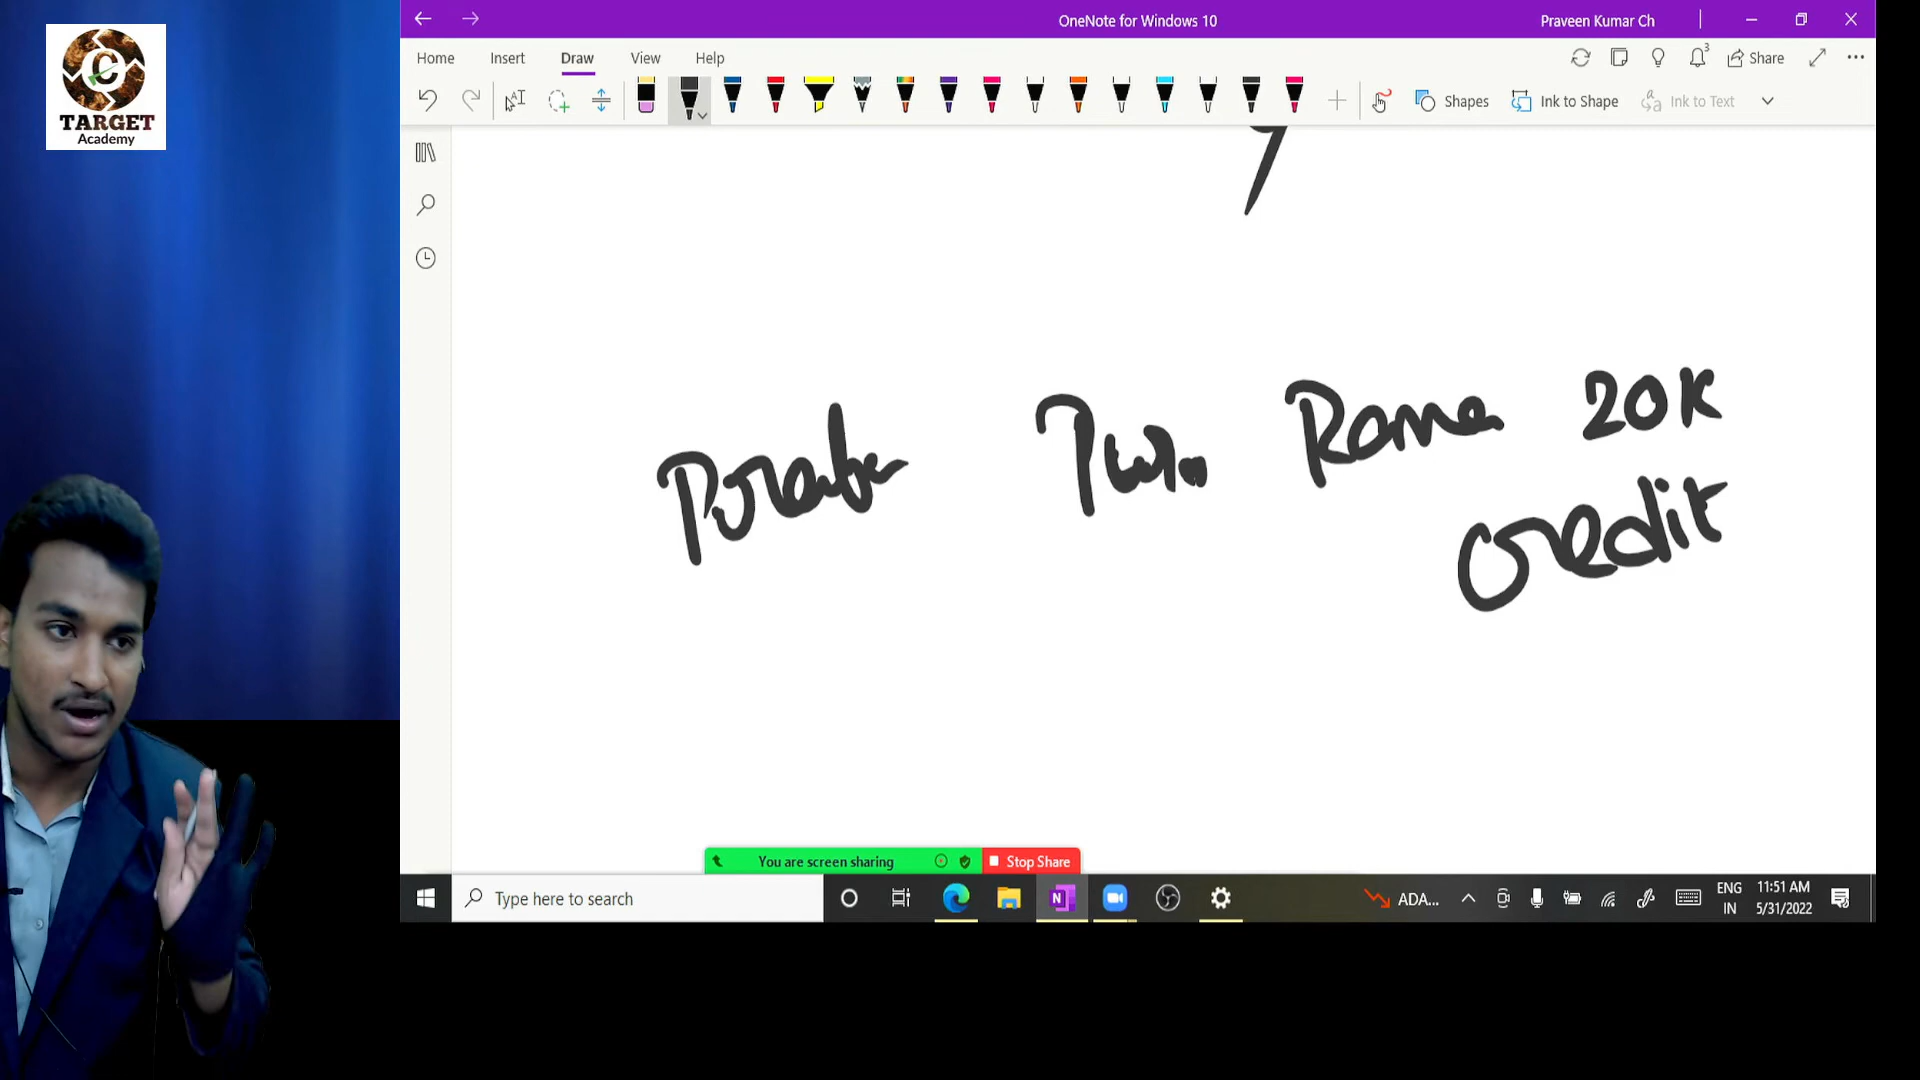 TARGET
Academy
OneNote for Windows 10
Praveen Kumar Ch
Home Insert Draw View Help
3
Share
Shapes
Ink to Shape
Ink to Text
Rama 20K
credit
You are screen sharing
Stop Share
Type here to search
ADA...
ENG
IN
11:51 AM
5/31/2022